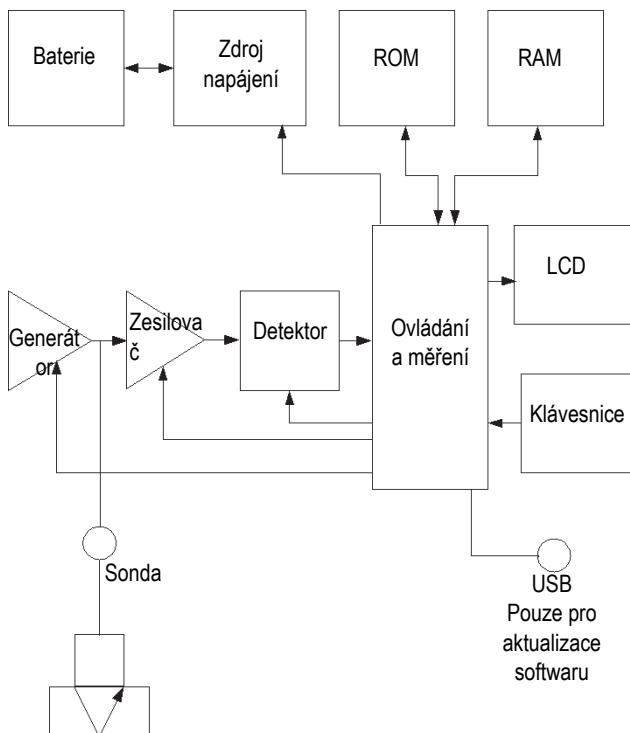 Baterie
Zdroj
napájení
ROM
RAM
LCD
Generát
or
Zesilova
č
Detektor
Ovládání
a měření
Klávesnice
Sonda
USB
Pouze pro
aktualizace
softwaru